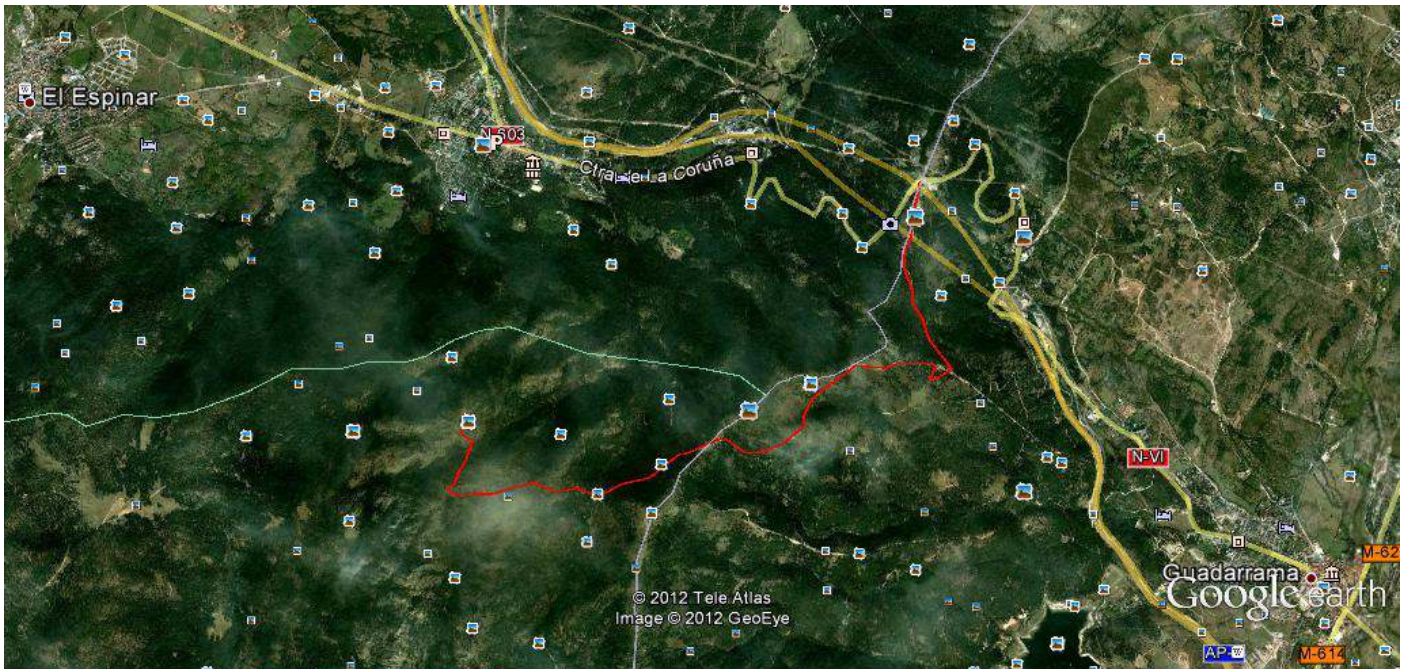 El Espinar
N-603
P
Ctra. de La Coruña
N-VI
M-62
Guadarrama
© 2012 Tele Atlas
Image © 2012 GeoEye
Google earth
AP-
M-614